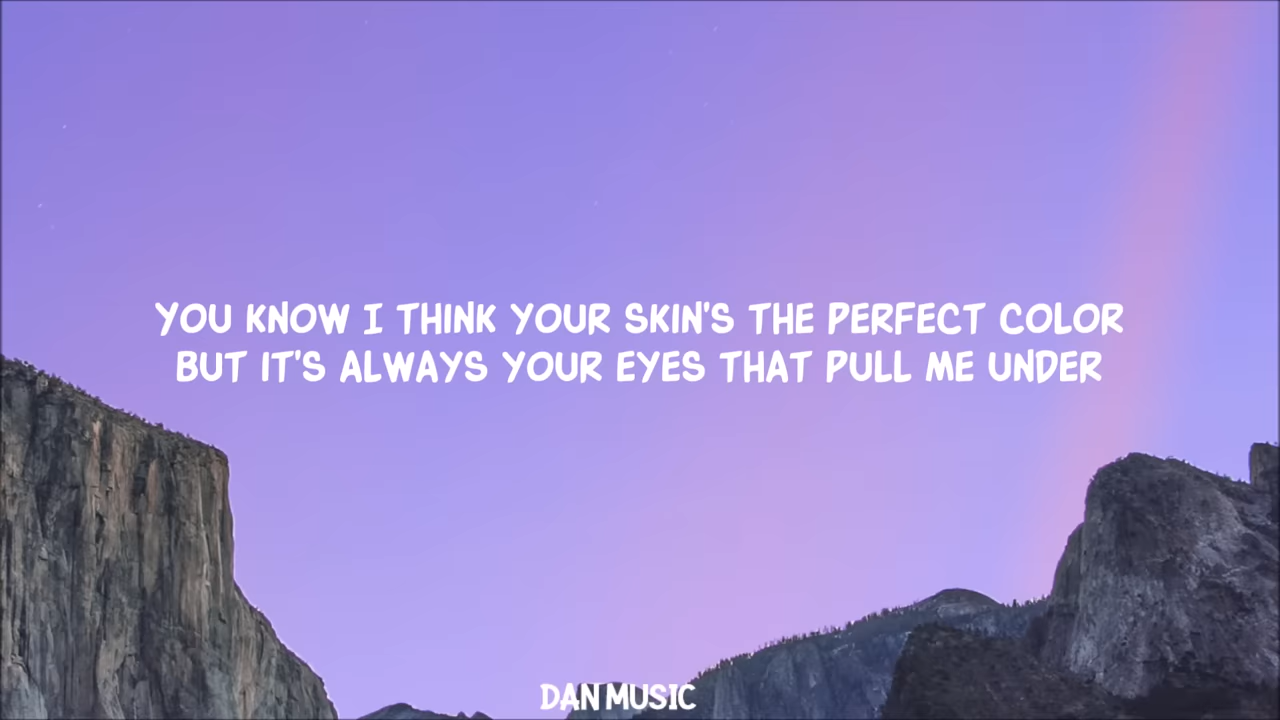 YOU KNOW I THINK YOUR SKIN'S THE PERFECT COLOR
BUT IT'S ALWAYS YOUR EYES THAT PULL ME UNDER
DAN MUSIC